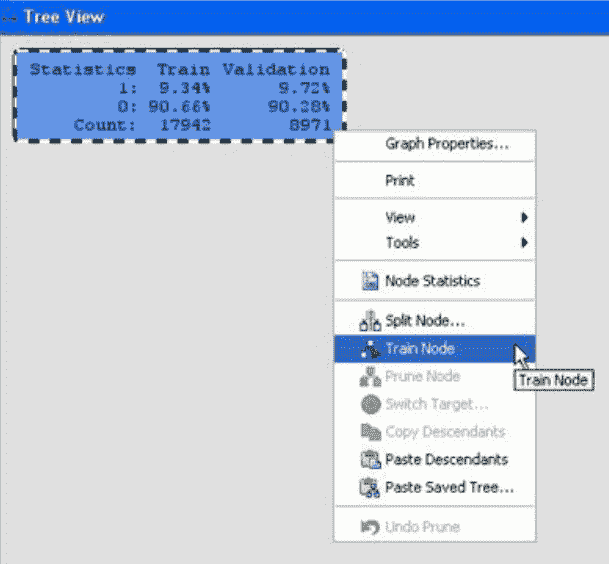 Tree View
Statistics Train Validation
1: 9.34% 9.72%
0: 90.66% 90.28%
Count: 17942 8971
Graph Properties...
Print
View
Tools
Node Statistics
Split Node...
Train Node
Train Node
Prune Node
Switch Target...
Copy Descendants
Paste Descendants
Paste Saved Tree...
Undo Prune